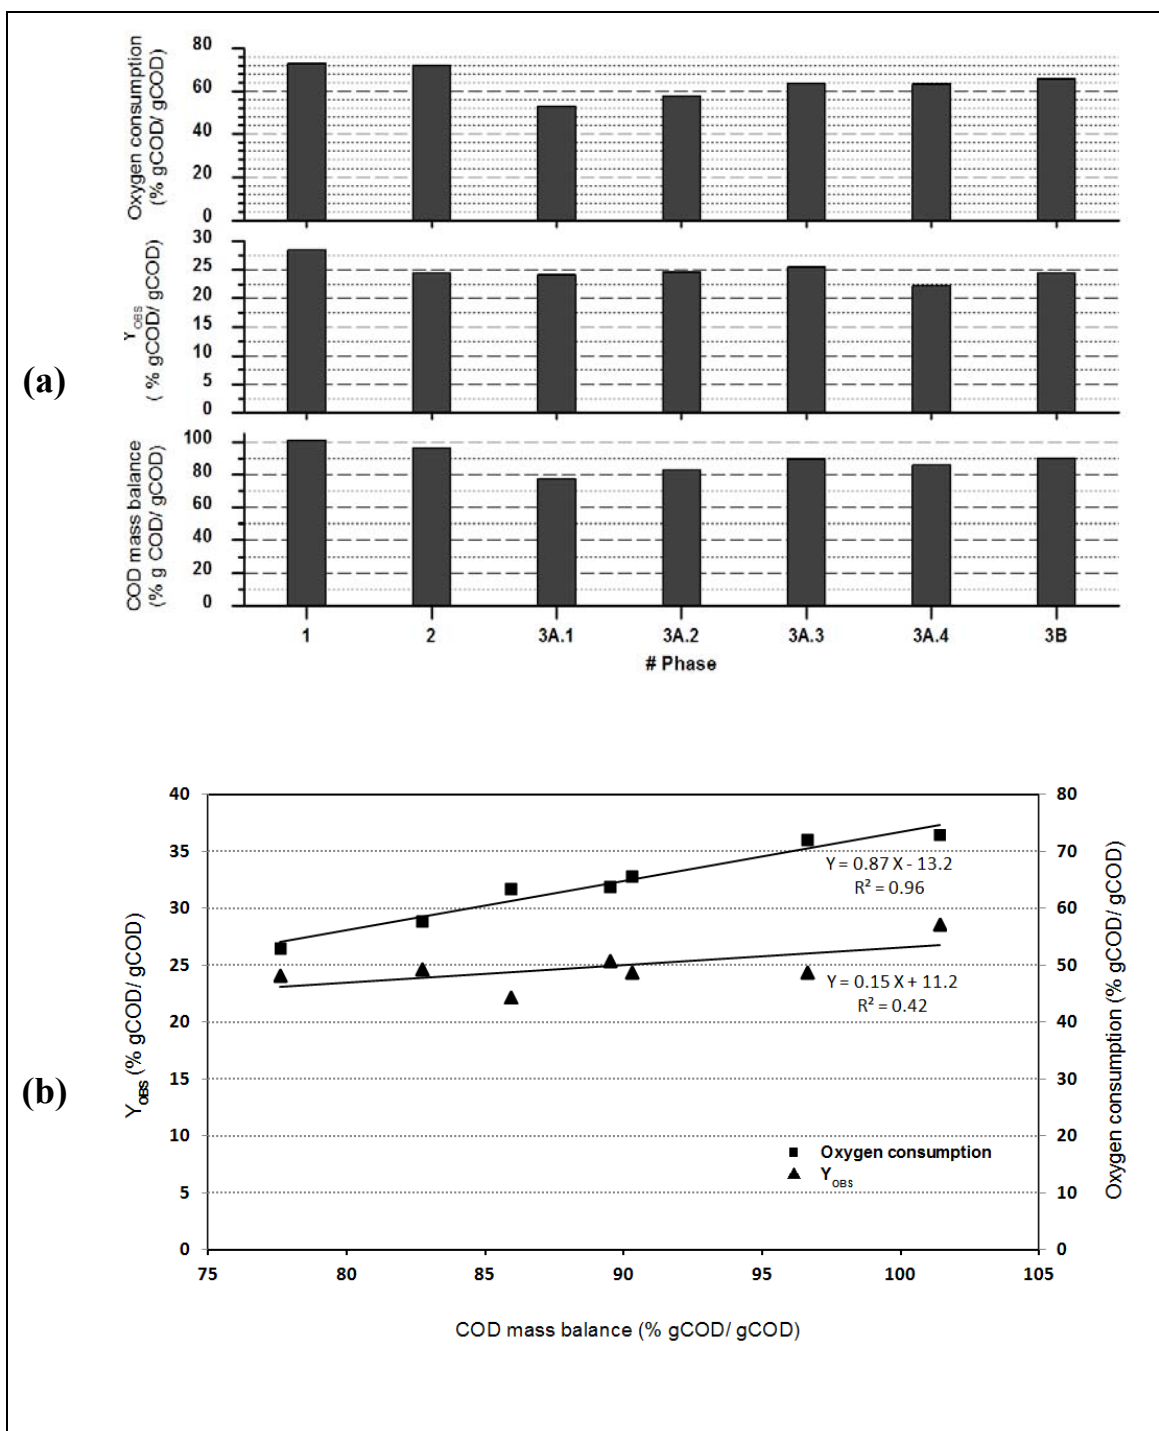 (a)
Oxygen consumption
(% gCOD/ gCOD)
80
60
40
20
0
Y OBS
( % gCOD/ gCOD)
30
25
20
15
10
5
0
COD mass balance
(% g COD/ gCOD)
100
80
60
40
20
0
1 2 3A.1 3A.2 3A.3 3A.4 3B
# Phase
(b)
YOBS (% gCOD/ gCOD)
40
35
30
25
20
15
10
5
0
Y = 0.87 X - 13.2
R² = 0.96
Y = 0.15 X + 11.2
R² = 0.42
Oxygen consumption
YOBS
80
70
60
50
40
30
20
10
0
Oxygen consumption (% gCOD/ gCOD)
75 80 85 90 95 100 105
COD mass balance (% gCOD/ gCOD)